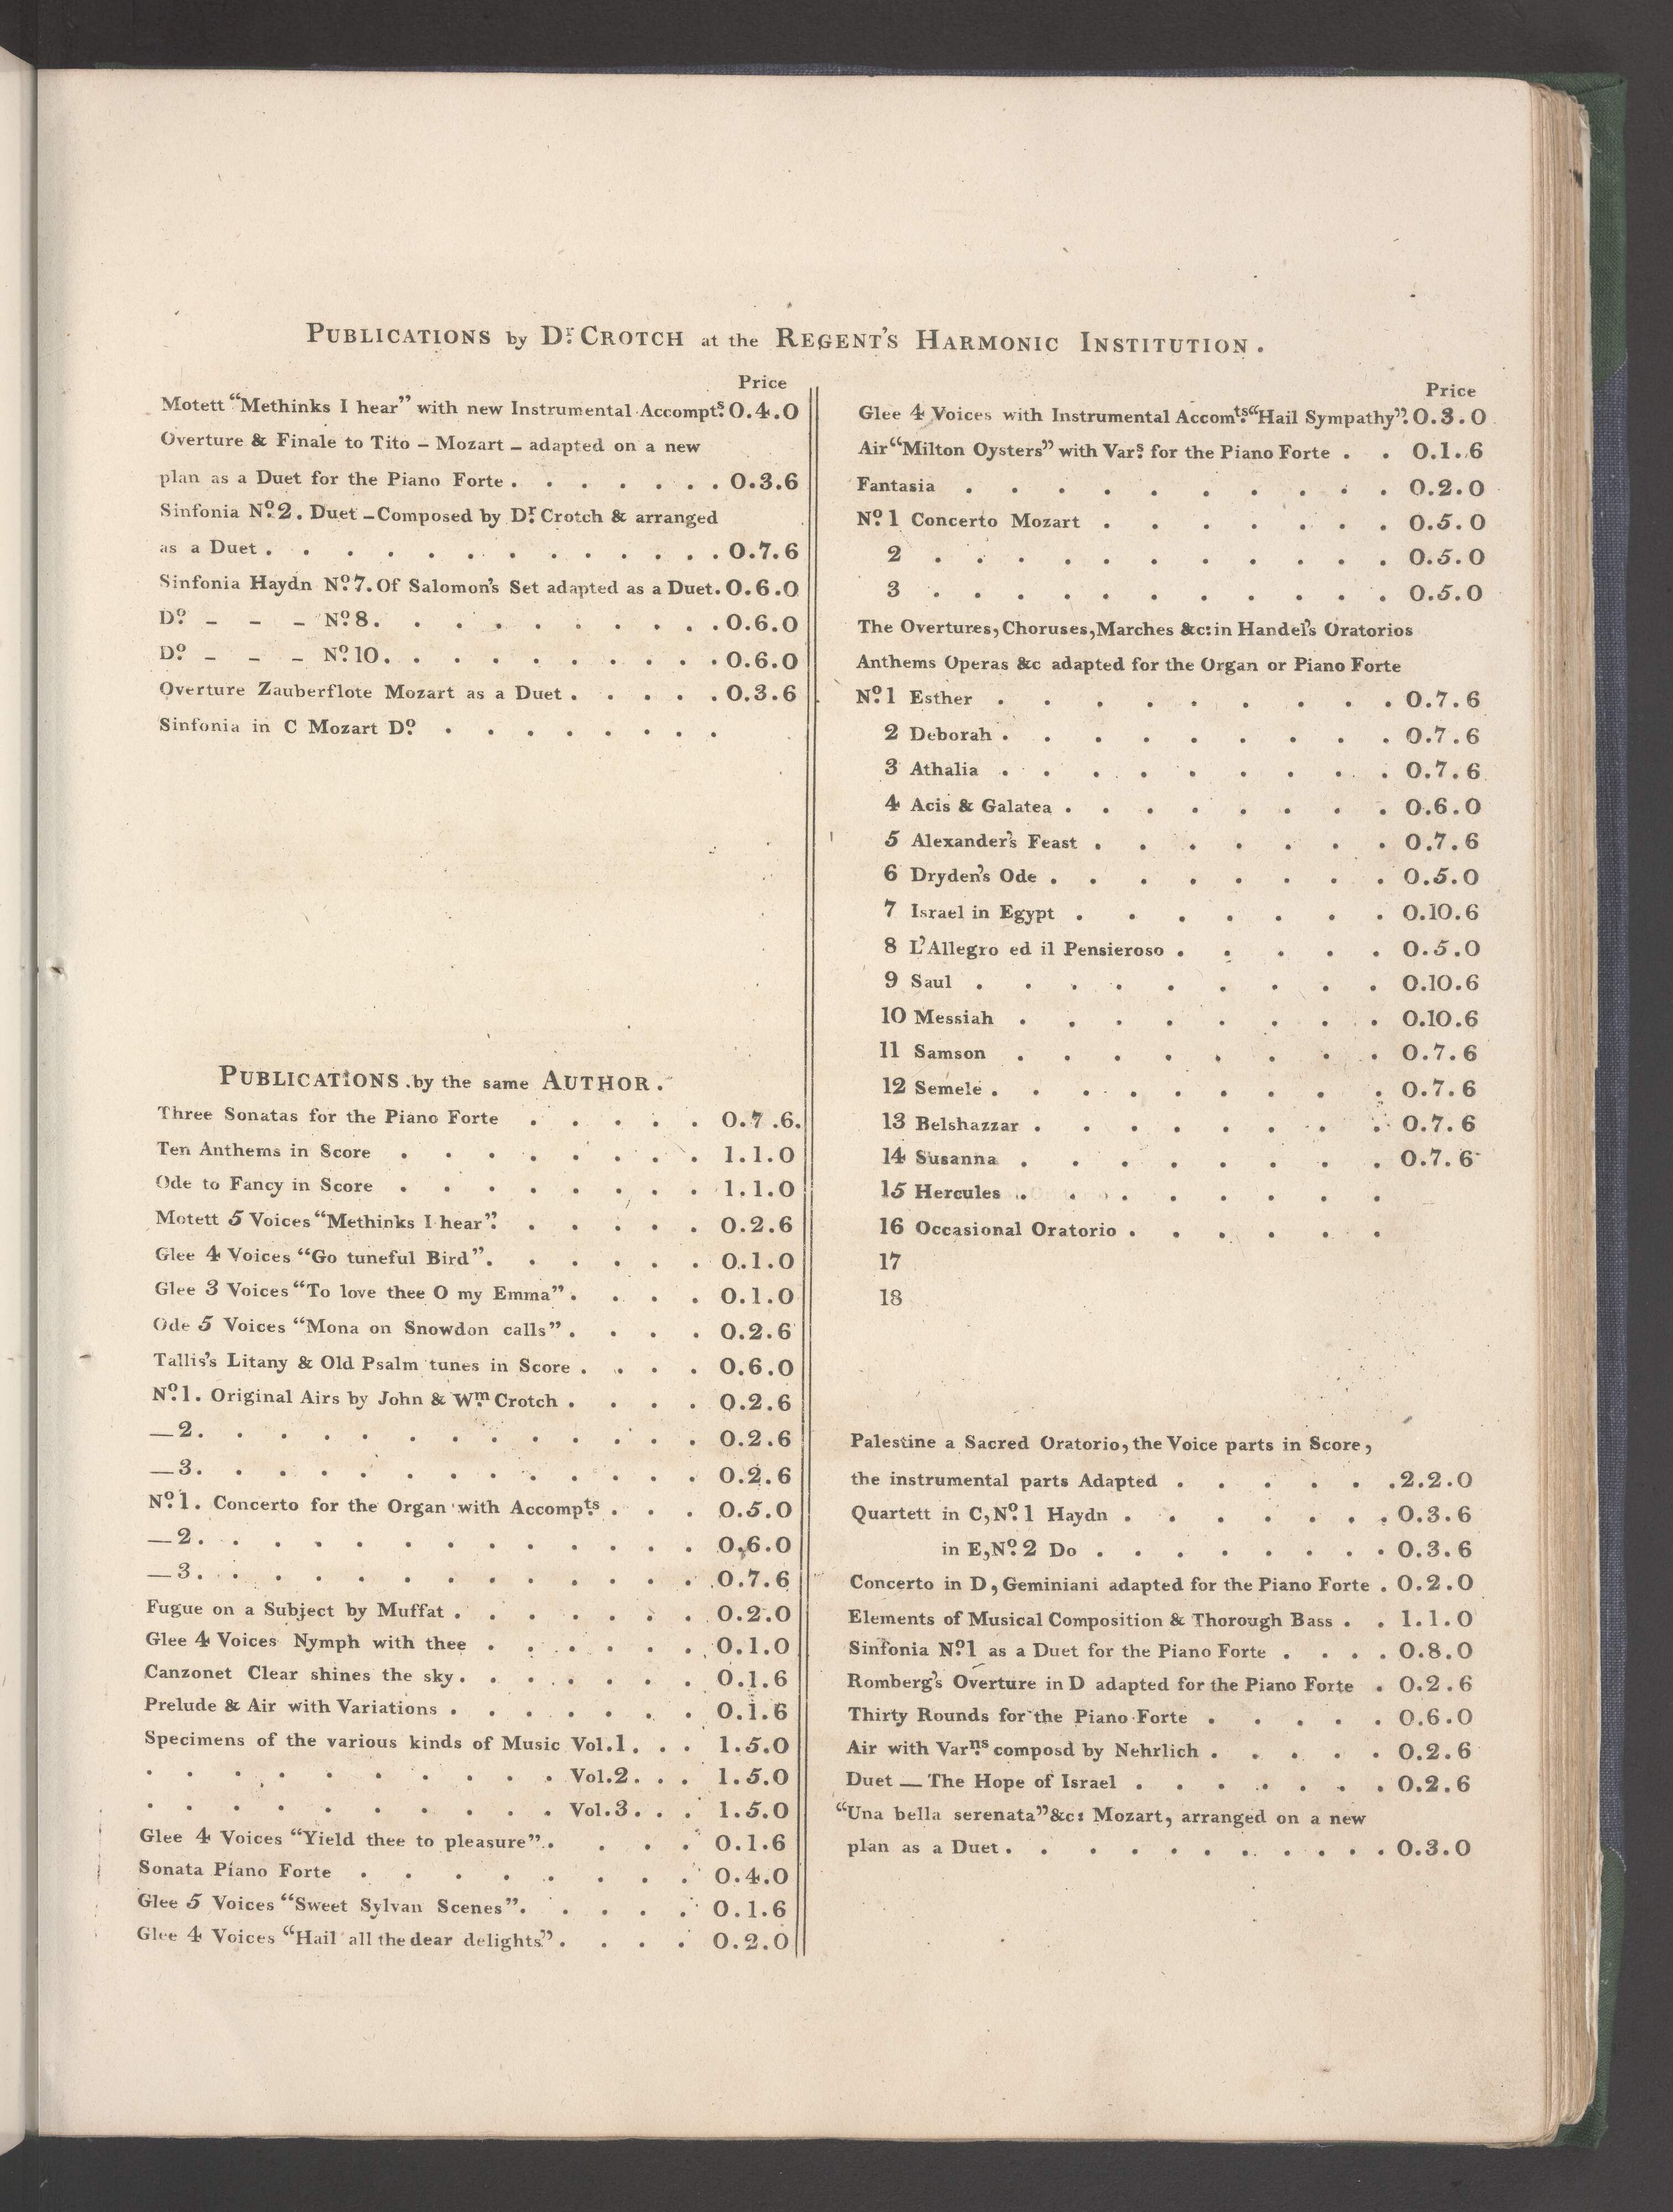 PUBLICATIONS by Dr. CROTCH at the REGENT'S HARMONIC INSTITUTION.
Price
Motett "Methinks I hear" with new Instrumental Accompts. 0.4.0
Overture & Finale to Tito – Mozart – adapted on a new
plan as a Duet for the Piano Forte . . . . . . . 0.3.6
Sinfonia No. 2. Duet – Composed by Dr. Crotch & arranged
as a Duet . . . . . . . . . . . . 0.7.6
Sinfonia Haydn No. 7. Of Salomon's Set adapted as a Duet. 0.6.0
Do. – – – No. 8. . . . . . . . . . 0.6.0
Do. – – – No. 10. . . . . . . . . . 0.6.0
Overture Zauberflote Mozart as a Duet . . . . . 0.3.6
Sinfonia in C Mozart Do. . . . . . . . .
PUBLICATIONS by the same AUTHOR.
Three Sonatas for the Piano Forte . . . . . 0.7.6.
Ten Anthems in Score . . . . . . . . 1.1.0
Ode to Fancy in Score . . . . . . . . 1.1.0
Motett 5 Voices "Methinks I hear". . . . . . 0.2.6
Glee 4 Voices "Go tuneful Bird". . . . . . 0.1.0
Glee 3 Voices "To love thee O my Emma". . . . 0.1.0
Ode 5 Voices "Mona on Snowdon calls". . . . 0.2.6
Tallis's Litany & Old Psalm tunes in Score . . . . 0.6.0
No. 1. Original Airs by John & Wm. Crotch . . . . 0.2.6
— 2. . . . . . . . . . . . 0.2.6
— 3. . . . . . . . . . . . 0.2.6
No. 1. Concerto for the Organ with Accompts. . . . 0.5.0
— 2. . . . . . . . . . . . 0.6.0
— 3. . . . . . . . . . . . 0.7.6
Fugue on a Subject by Muffat . . . . . . . 0.2.0
Glee 4 Voices Nymph with thee . . . . . . 0.1.0
Canzonet Clear shines the sky. . . . . . . 0.1.6
Prelude & Air with Variations . . . . . . . 0.1.6
Specimens of the various kinds of Music Vol.1. . . 1.5.0
. . . . . . . . . . Vol.2. . . 1.5.0
. . . . . . . . . . Vol.3. . . 1.5.0
Glee 4 Voices "Yield thee to pleasure". . . . 0.1.6
Sonata Piano Forte . . . . . . . . 0.4.0
Glee 5 Voices "Sweet Sylvan Scenes". . . . . 0.1.6
Glee 4 Voices "Hail all the dear delights". . . . 0.2.0
Price
Glee 4 Voices with Instrumental Accomts. "Hail Sympathy". 0.3.0
Air "Milton Oysters" with Vars. for the Piano Forte . . 0.1.6
Fantasia . . . . . . . . . . 0.2.0
No. 1 Concerto Mozart . . . . . . . 0.5.0
2 . . . . . . . . . . . 0.5.0
3 . . . . . . . . . . . 0.5.0
The Overtures, Choruses, Marches &c: in Handel's Oratorios
Anthems Operas &c adapted for the Organ or Piano Forte
No. 1 Esther . . . . . . . . . 0.7.6
2 Deborah . . . . . . . . . 0.7.6
3 Athalia . . . . . . . . . 0.7.6
4 Acis & Galatea . . . . . . . . 0.6.0
5 Alexander's Feast . . . . . . . 0.7.6
6 Dryden's Ode . . . . . . . . 0.5.0
7 Israel in Egypt . . . . . . . 0.10.6
8 L'Allegro ed il Pensieroso . . . . . 0.5.0
9 Saul . . . . . . . . . 0.10.6
10 Messiah . . . . . . . . 0.10.6
11 Samson . . . . . . . . 0.7.6
12 Semele . . . . . . . . . 0.7.6
13 Belshazzar . . . . . . . . 0.7.6
14 Susanna . . . . . . . . 0.7.6
15 Hercules . . . . . . . .
16 Occasional Oratorio . . . . . .
17
18
Palestine a Sacred Oratorio, the Voice parts in Score,
the instrumental parts Adapted . . . . . . 2.2.0
Quartett in C, No. 1 Haydn . . . . . . . 0.3.6
in E, No. 2 Do . . . . . . . . 0.3.6
Concerto in D, Geminiani adapted for the Piano Forte . 0.2.0
Elements of Musical Composition & Thorough Bass . . 1.1.0
Sinfonia No. 1 as a Duet for the Piano Forte . . . . 0.8.0
Romberg's Overture in D adapted for the Piano Forte . 0.2.6
Thirty Rounds for the Piano Forte . . . . . 0.6.0
Air with Varns. composd by Nehrlich . . . . . 0.2.6
Duet — The Hope of Israel . . . . . . . 0.2.6
"Una bella serenata" &c: Mozart, arranged on a new
plan as a Duet . . . . . . . . . . 0.3.0